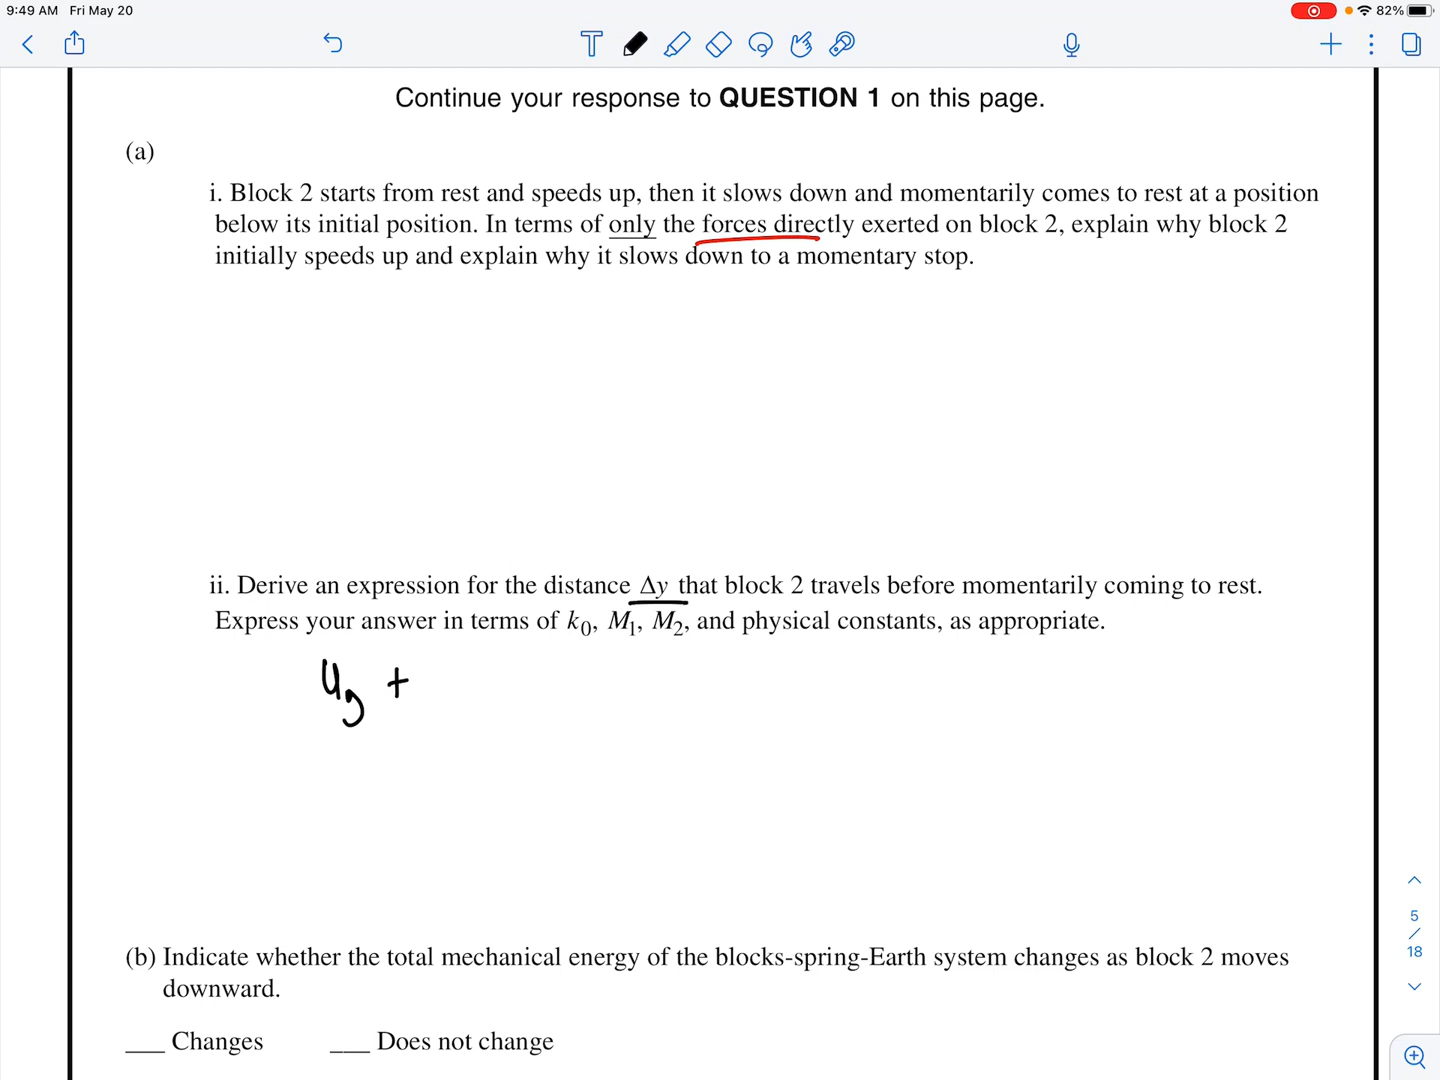 9:49 AM Fri May 20
82%
T
Continue your response to QUESTION 1 on this page.
(a)
i. Block 2 starts from rest and speeds up, then it slows down and momentarily comes to rest at a position
below its initial position. In terms of only the forces directly exerted on block 2, explain why block 2
initially speeds up and explain why it slows down to a momentary stop.
ii. Derive an expression for the distance Δy that block 2 travels before momentarily coming to rest.
Express your answer in terms of k₀, M₁, M₂, and physical constants, as appropriate.
Ug +
5
/
18
(b) Indicate whether the total mechanical energy of the blocks-spring-Earth system changes as block 2 moves
downward.
___ Changes ___ Does not change